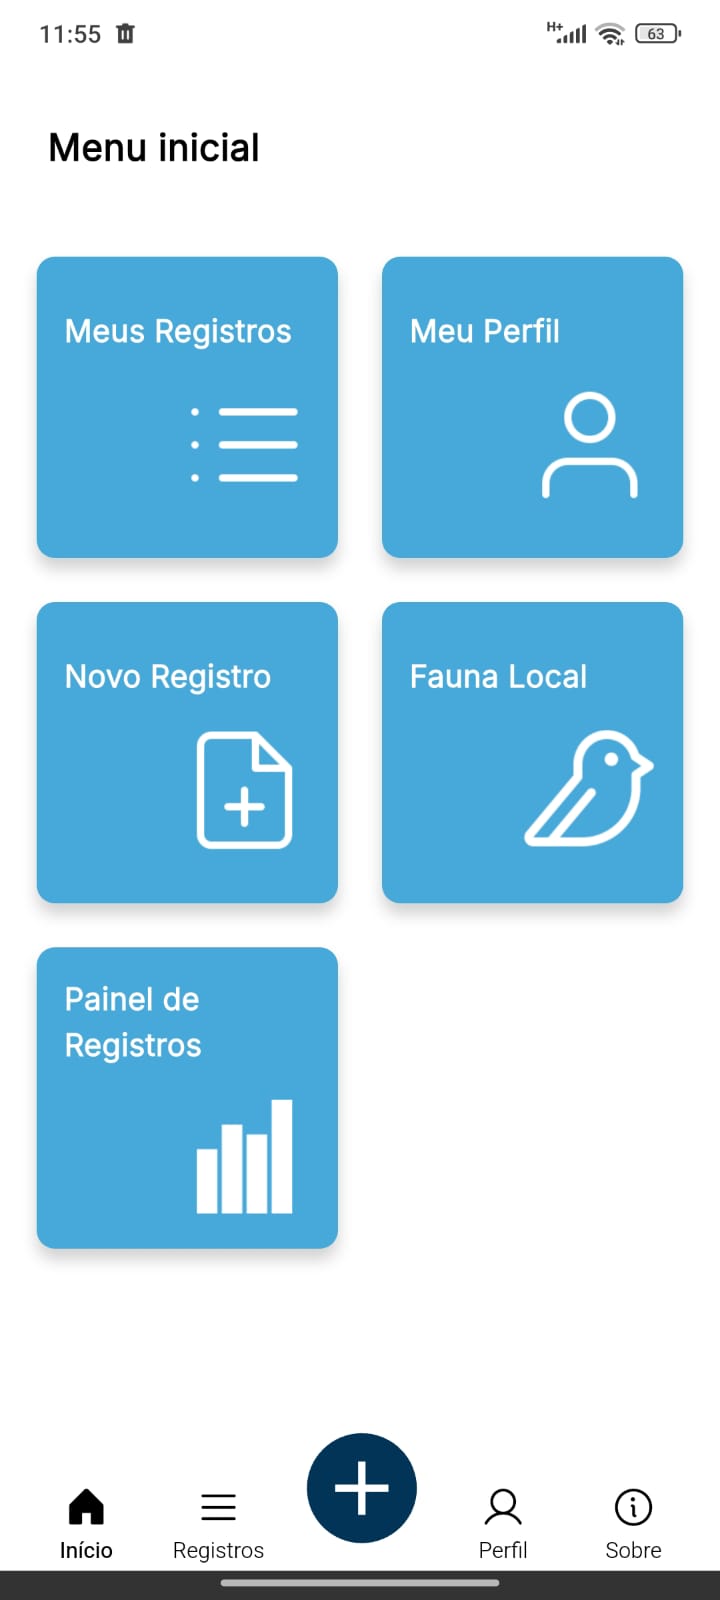 11:55
H+
63
Menu inicial
Meus Registros
Meu Perfil
Novo Registro
Fauna Local
Painel de
Registros
Início
Registros
Perfil
Sobre